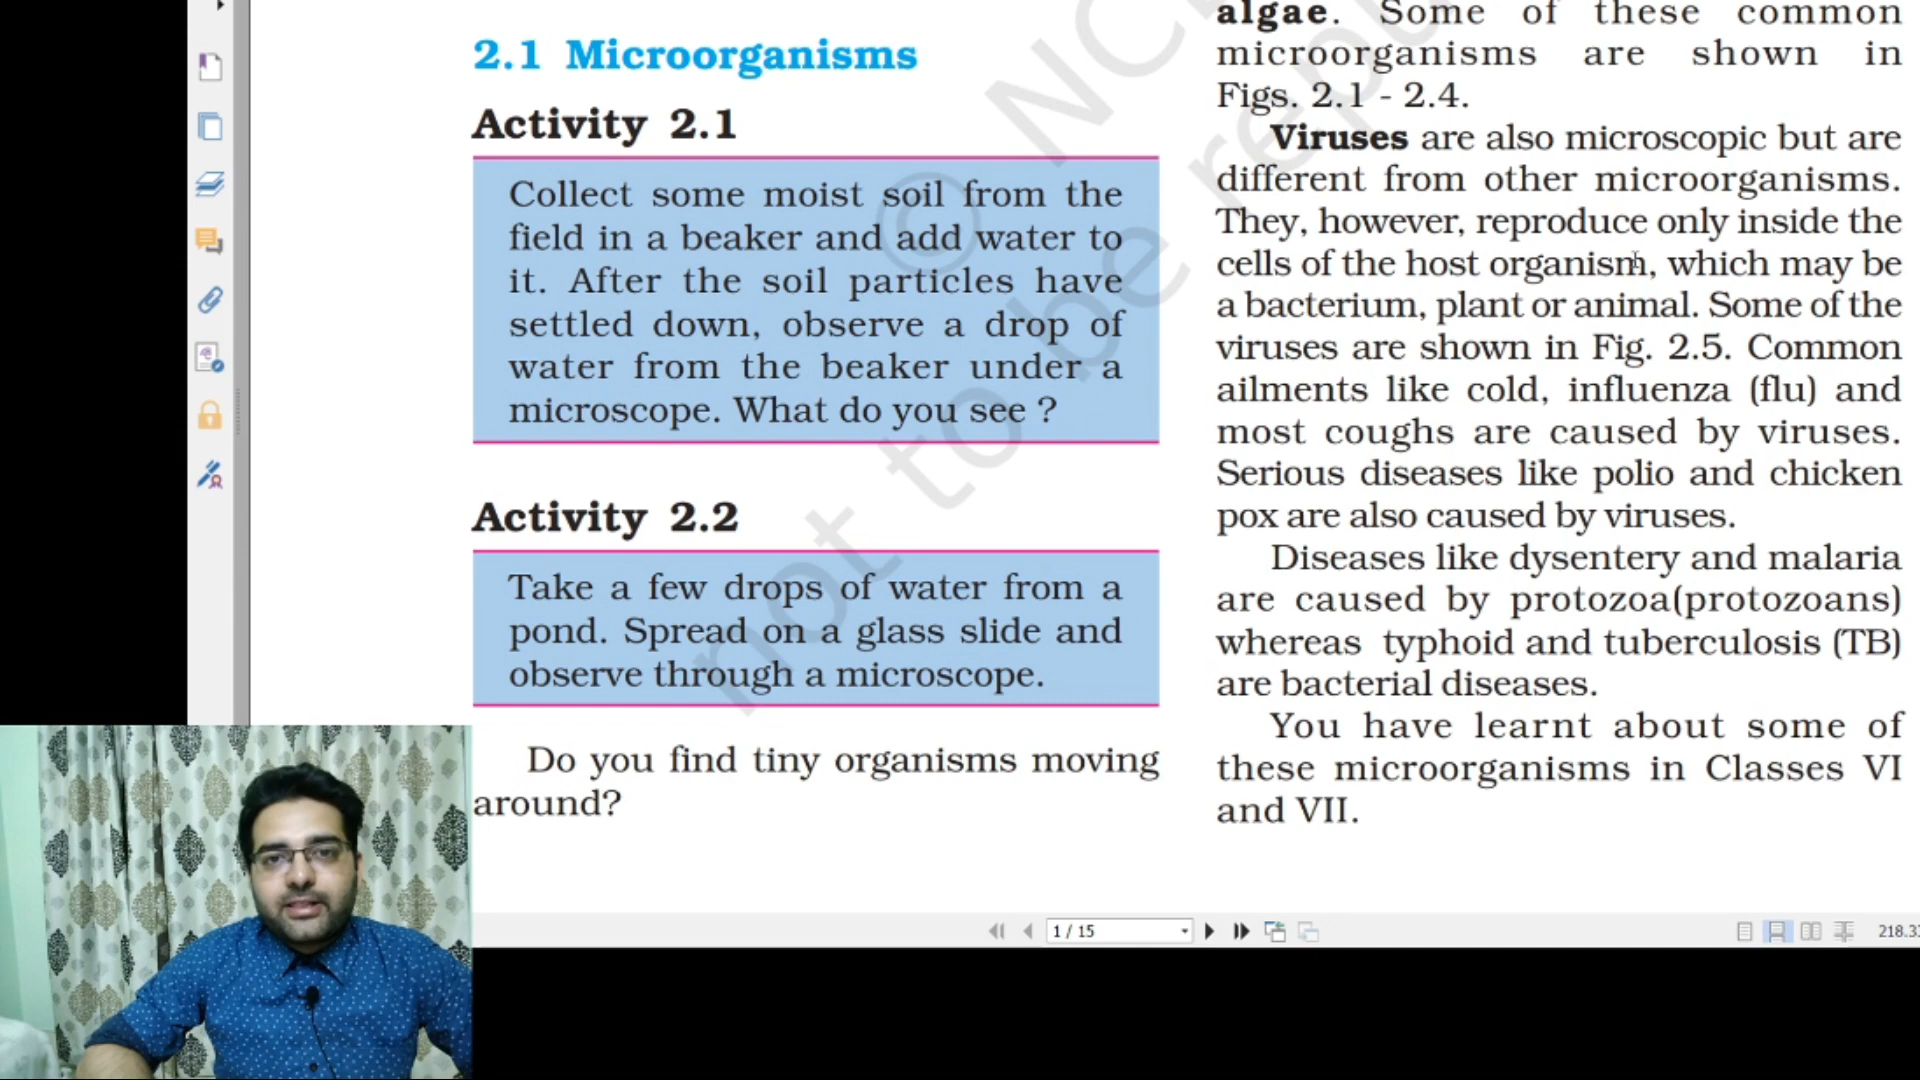 2.1 Microorganisms
Activity 2.1
Collect some moist soil from the
field in a beaker and add water to
it. After the soil particles have
settled down, observe a drop of
water from the beaker under a
microscope. What do you see ?
Activity 2.2
Take a few drops of water from a
pond. Spread on a glass slide and
observe through a microscope.
Do you find tiny organisms moving
around?
algae. Some of these common
microorganisms are shown in
Figs. 2.1 - 2.4.
Viruses are also microscopic but are
different from other microorganisms.
They, however, reproduce only inside the
cells of the host organism, which may be
a bacterium, plant or animal. Some of the
viruses are shown in Fig. 2.5. Common
ailments like cold, influenza (flu) and
most coughs are caused by viruses.
Serious diseases like polio and chicken
pox are also caused by viruses.
Diseases like dysentery and malaria
are caused by protozoa(protozoans)
whereas typhoid and tuberculosis (TB)
are bacterial diseases.
You have learnt about some of
these microorganisms in Classes VI
and VII.
©
not to be
1 / 15